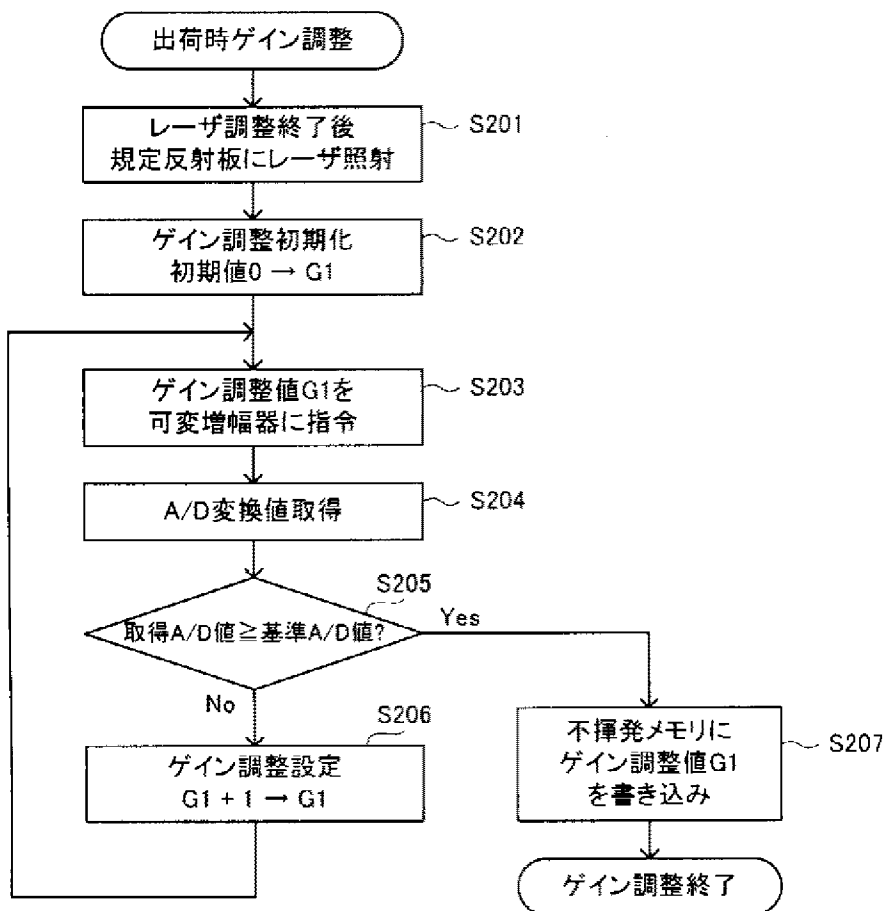 出荷時ゲイン調整
レーザ調整終了後
規定反射板にレーザ照射
S201
ゲイン調整初期化
初期値0 → G1
S202
ゲイン調整値G1を
可変増幅器に指令
S203
A/D変換値取得
S204
取得A/D値≧基準A/D値?
S205
Yes
No
ゲイン調整設定
G1 + 1 → G1
S206
不揮発メモリに
ゲイン調整値G1
を書き込み
S207
ゲイン調整終了